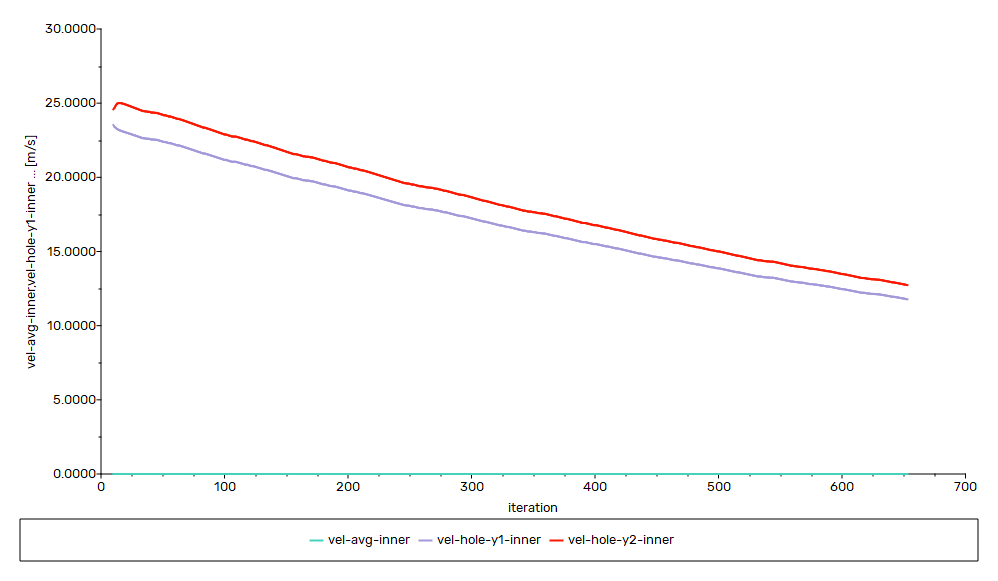 30.0000
25.0000
20.0000
15.0000
10.0000
5.0000
0.0000
vel-avg-inner,vel-hole-y1-inner ... [m/s]
0 100 200 300 400 500 600 700
iteration
vel-avg-inner vel-hole-y1-inner vel-hole-y2-inner